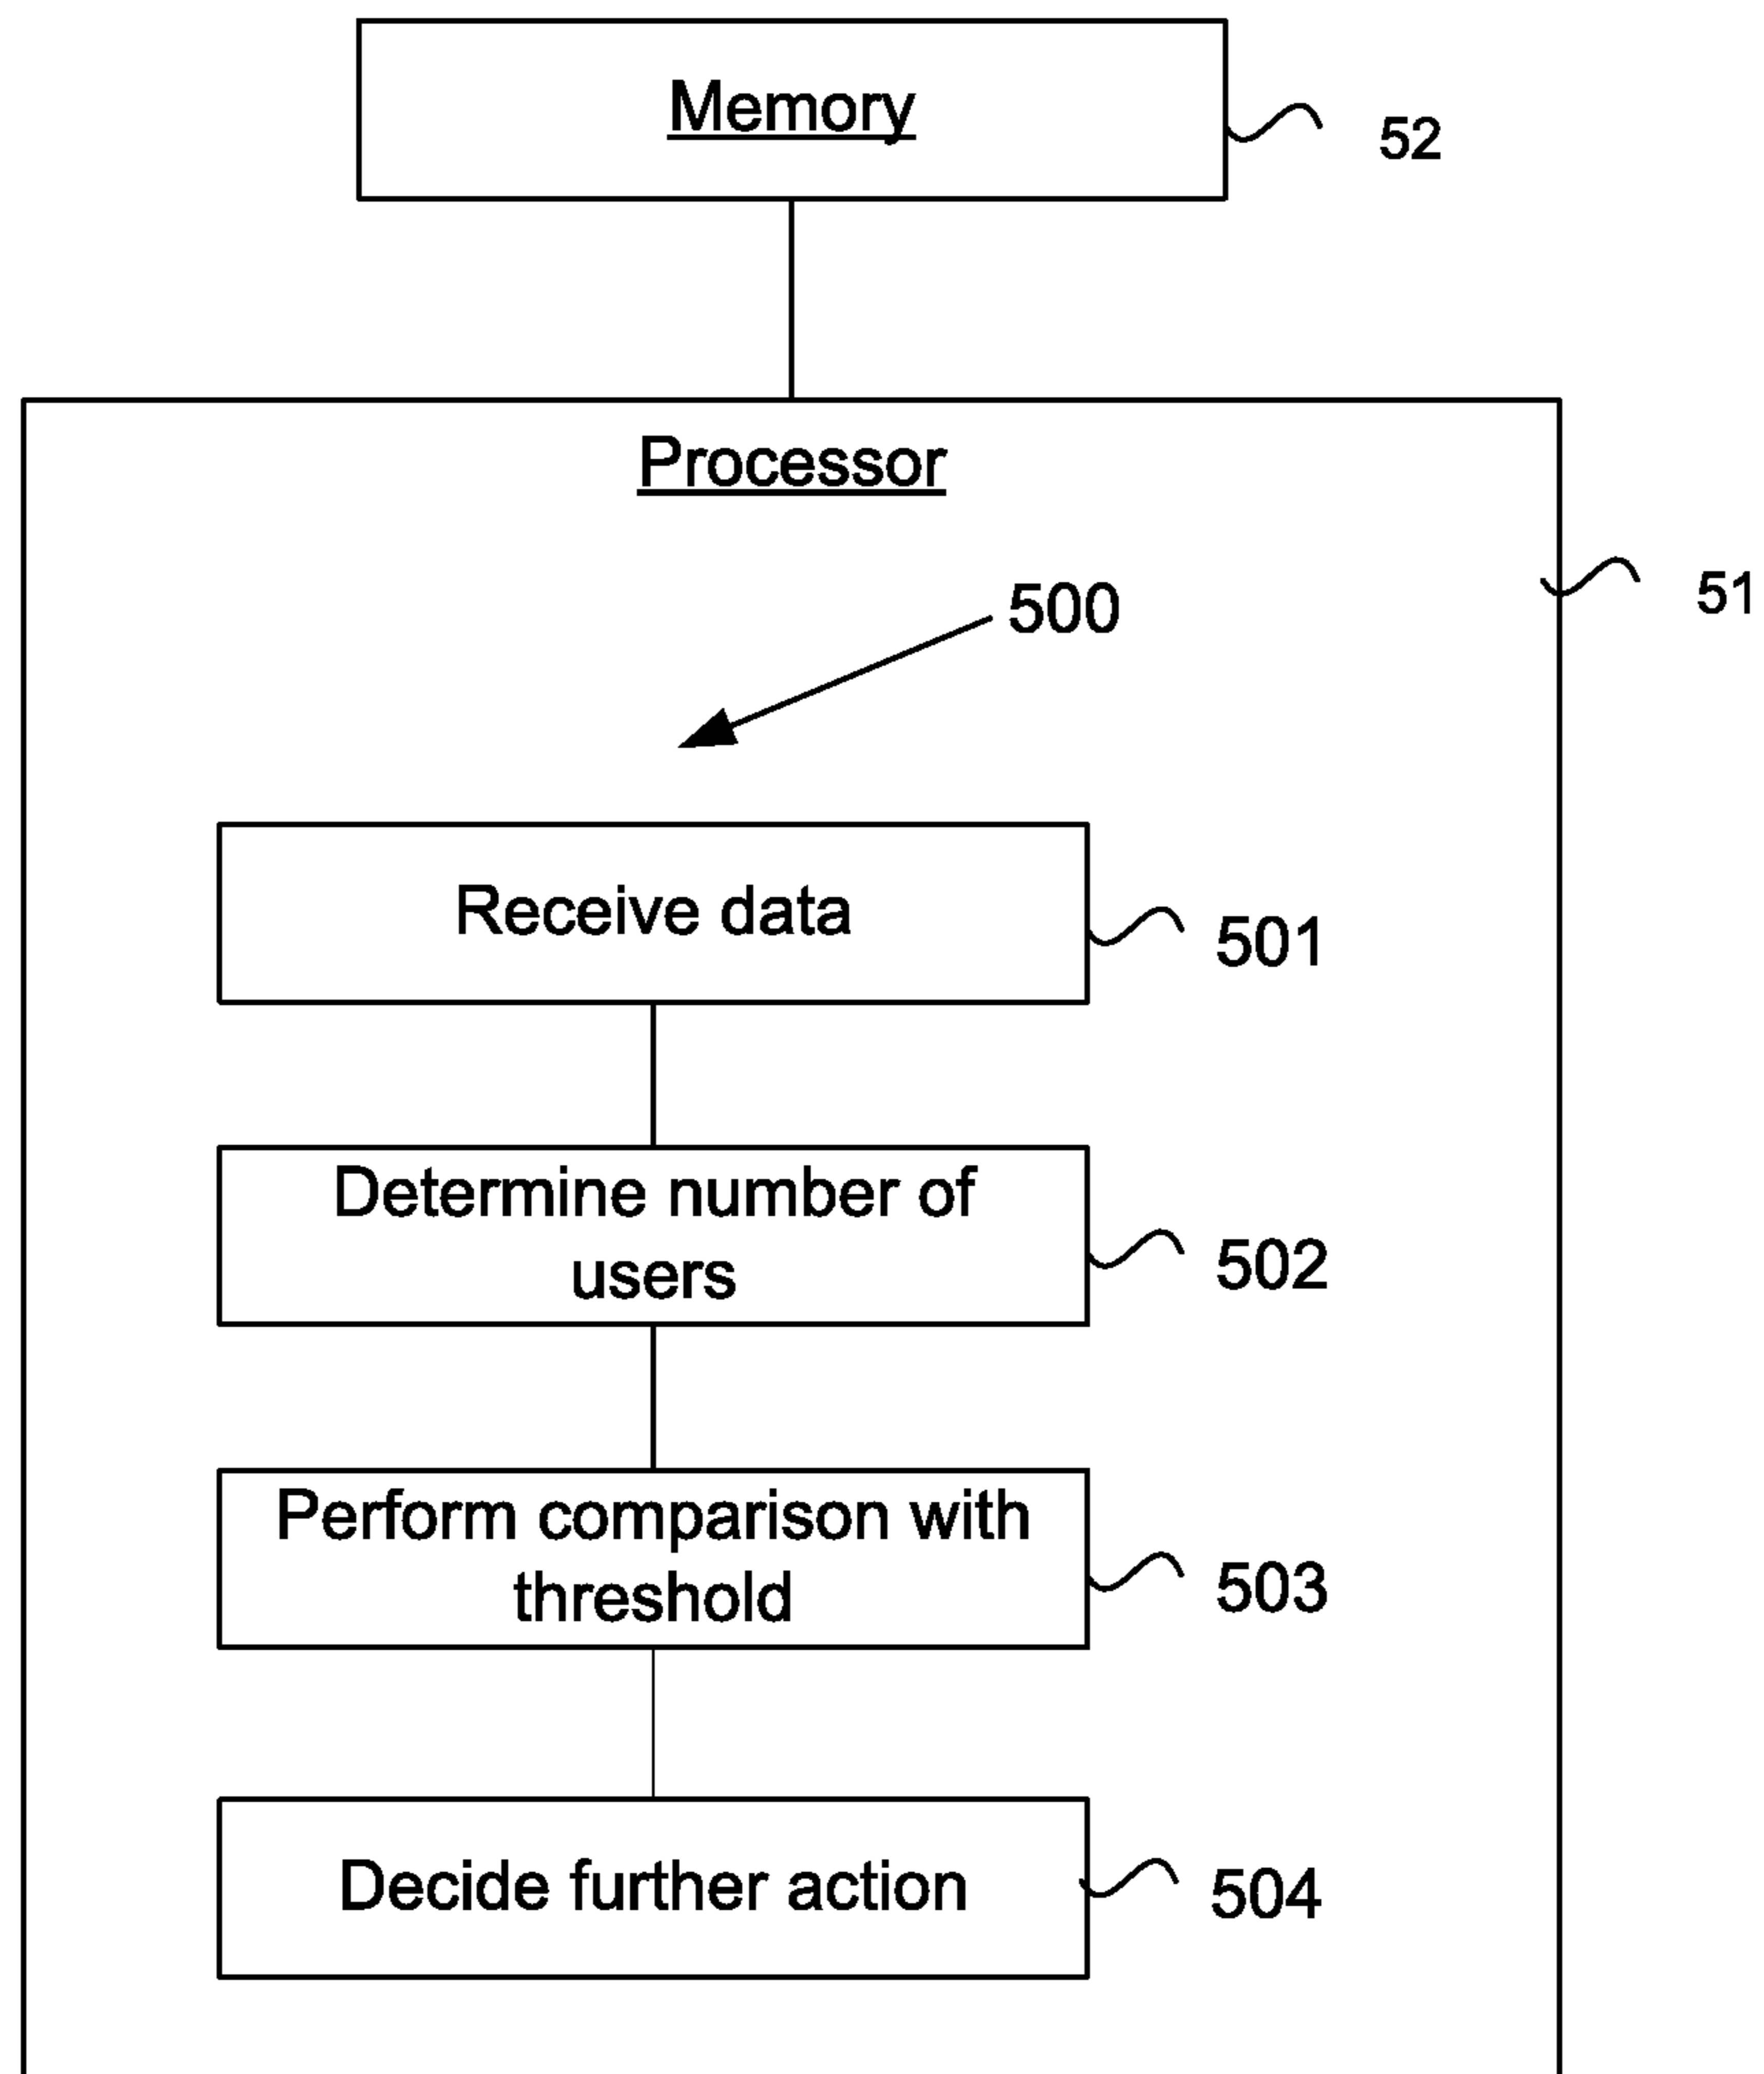 Memory
52
Processor
51
500
Receive data
501
Determine number of
users
502
Perform comparison with
threshold
503
Decide further action
504